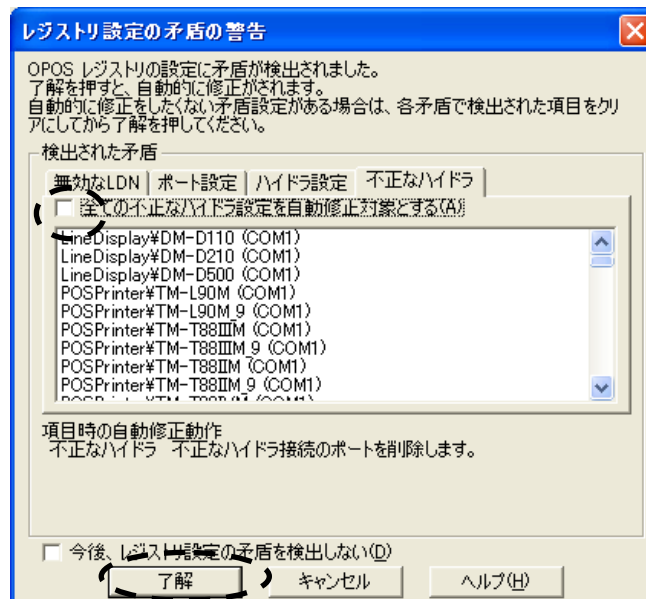 レジストリ設定の矛盾の警告
OPOS レジストリの設定に矛盾が検出されました。
了解を押すと、自動的に修正がされます。
自動的に修正をしたくない矛盾設定がある場合は、各矛盾で検出された項目をクリ
アにしてから了解を押してください。
検出された矛盾
無効なLDN ポート設定 ハイドラ設定 不正なハイドラ
全ての不正なハイドラ設定を自動修正対象とする(A)
LineDisplay¥DM-D110 (COM1)
LineDisplay¥DM-D210 (COM1)
LineDisplay¥DM-D500 (COM1)
POSPrinter¥TM-L90M (COM1)
POSPrinter¥TM-L90M_9 (COM1)
POSPrinter¥TM-T88ⅢM (COM1)
POSPrinter¥TM-T88ⅢM_9 (COM1)
POSPrinter¥TM-T88ⅡM (COM1)
POSPrinter¥TM-T88ⅡM_9 (COM1)
項目時の自動修正動作
不正なハイドラ 不正なハイドラ接続のポートを削除します。
今後、レジストリ設定の矛盾を検出しない(D)
了解 キャンセル ヘルプ(H)